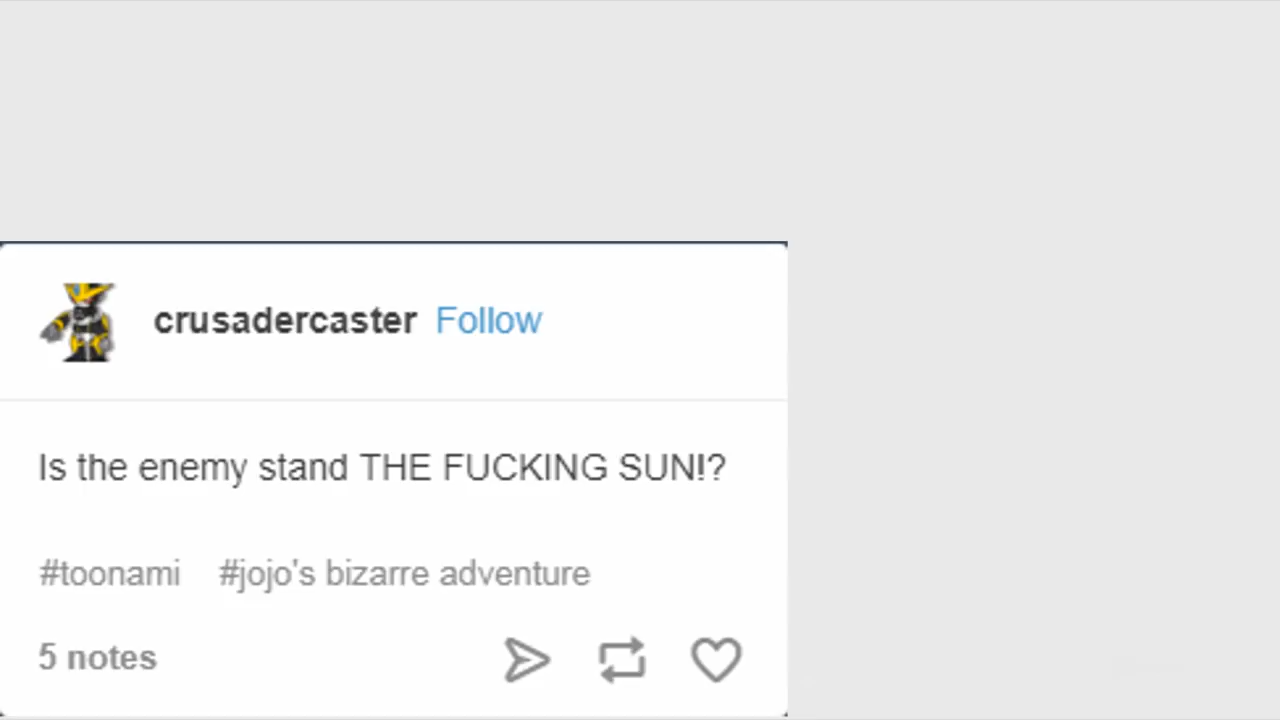 crusadercaster Follow
Is the enemy stand THE FUCKING SUN!?
#toonami #jojo's bizarre adventure
5 notes